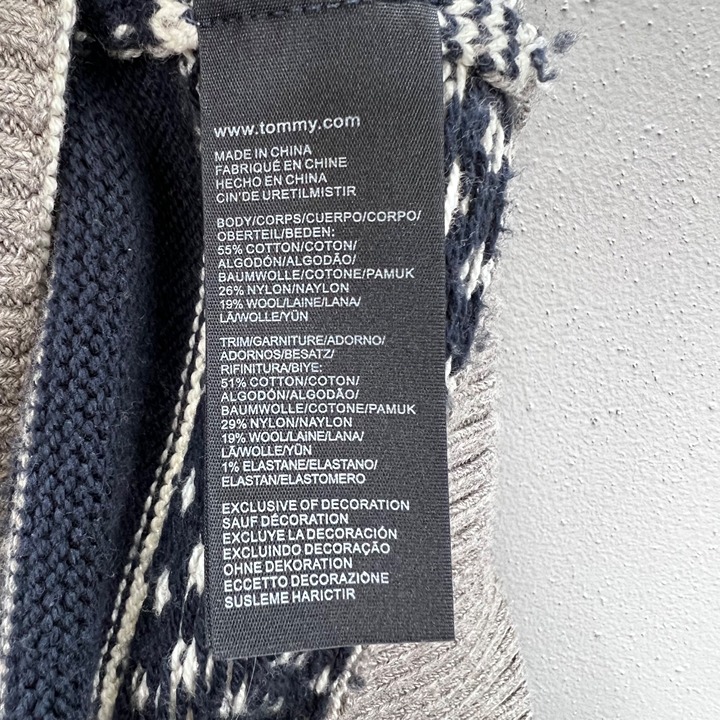 www.tommy.com
MADE IN CHINA
FABRIQUÉ EN CHINE
HECHO EN CHINA
CIN'DE URETILMISTIR
BODY/CORPS/CUERPO/CORPO/
OBERTEIL/BEDEN:
55% COTTON/COTON/
ALGODÓN/ALGODÃO/
BAUMWOLLE/COTONE/PAMUK
26% NYLON/NAYLON
19% WOOL/LAINE/LANA/
LÃ/WOLLE/YÜN
TRIM/GARNITURE/ADORNO/
ADORNOS/BESATZ/
RIFINITURA/BIYE:
51% COTTON/COTON/
ALGODÓN/ALGODÃO/
BAUMWOLLE/COTONE/PAMUK
29% NYLON/NAYLON
19% WOOL/LAINE/LANA/
LÃ/WOLLE/YÜN
1% ELASTANE/ELASTANO/
ELASTAN/ELASTOMERO
EXCLUSIVE OF DECORATION
SAUF DÉCORATION
EXCLUYE LA DECORACIÓN
EXCLUINDO DECORAÇÃO
OHNE DEKORATION
ECCETTO DECORAZIONE
SUSLEME HARICTIR